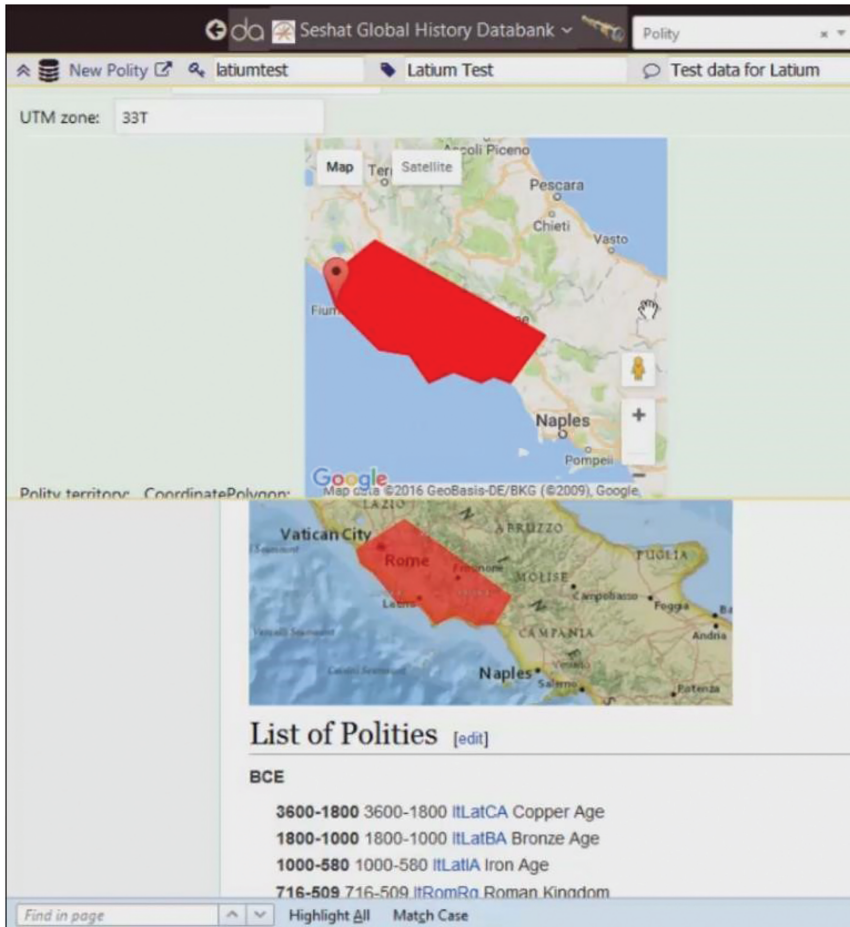 da Seshat Global History Databank Polity
New Polity latiumtest Latium Test Test data for Latium
UTM zone: 33T
Ascoli Piceno
Map Satellite
Pescara
Chieti
Vasto
Naples
Pompeii
Google
Map data ©2016 GeoBasis-DE/BKG (©2009), Google
Polity territory: CoordinatePolygon:
LAZIO
ABRUZZO
Vatican City
PUGLIA
Rome
MOLISE
Campobasso
Foggia
Andria
CAMPANIA
Naples
Salerno
Potenza
List of Polities [edit]
BCE
3600-1800 3600-1800 ItLatCA Copper Age
1800-1000 1800-1000 ItLatBA Bronze Age
1000-580 1000-580 ItLatIA Iron Age
716-509 716-509 ItRomRg Roman Kingdom
Find in page Highlight All Match Case